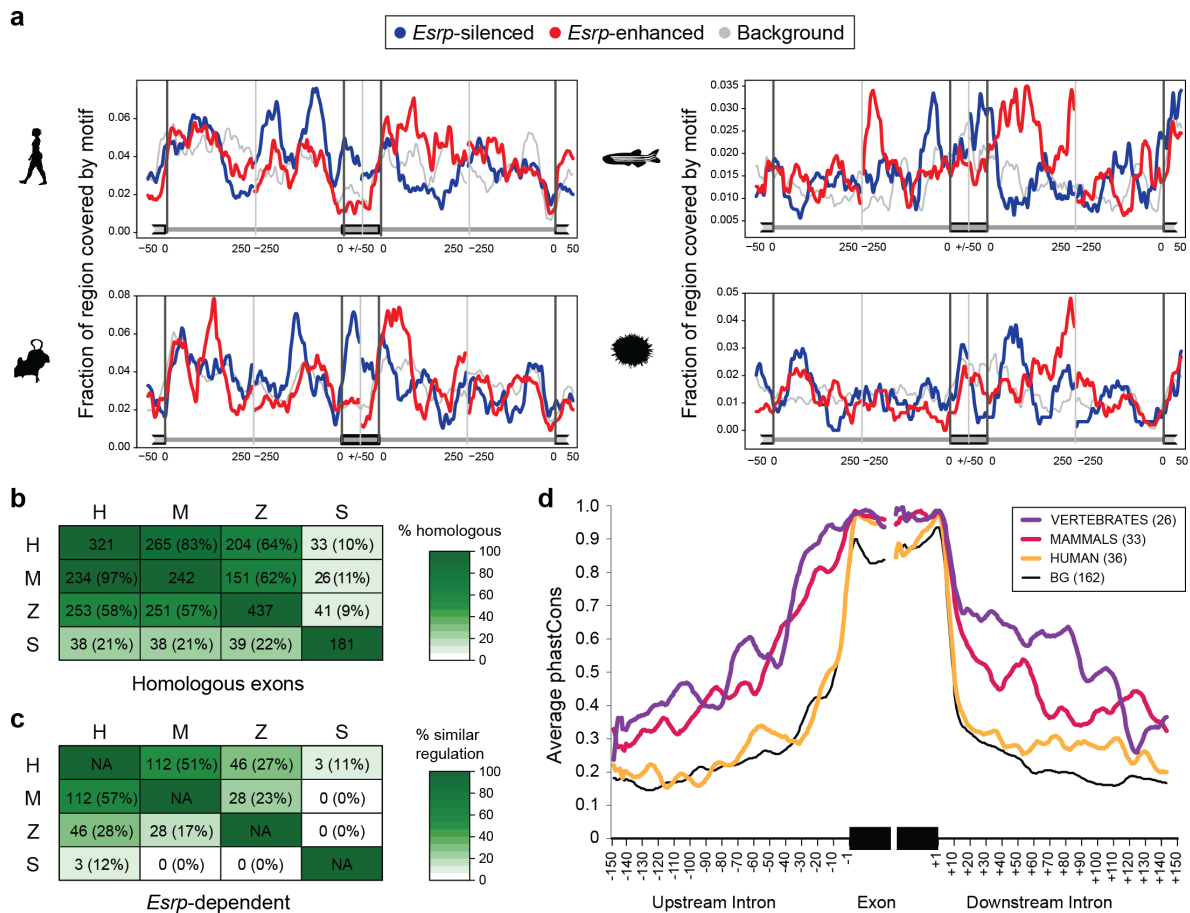 a
Esrp-silenced Esrp-enhanced Background
Fraction of region covered by motif
0.06
0.04
0.02
0.00
−50 0 250 −250 0 +/−50 0 250 −250 0 50
Fraction of region covered by motif
0.035
0.030
0.025
0.020
0.015
0.010
0.005
−50 0 250 −250 0 +/−50 0 250 −250 0 50
Fraction of region covered by motif
0.08
0.06
0.04
0.02
0.00
−50 0 250 −250 0 +/−50 0 250 −250 0 50
Fraction of region covered by motif
0.05
0.04
0.03
0.02
0.01
0.00
−50 0 250 −250 0 +/−50 0 250 −250 0 50
b
H M Z S
H 321 265 (83%) 204 (64%) 33 (10%)
M 234 (97%) 242 151 (62%) 26 (11%)
Z 253 (58%) 251 (57%) 437 41 (9%)
S 38 (21%) 38 (21%) 39 (22%) 181
Homologous exons
% homologous
100
80
60
40
20
0
c
H M Z S
H NA 112 (51%) 46 (27%) 3 (11%)
M 112 (57%) NA 28 (23%) 0 (0%)
Z 46 (28%) 28 (17%) NA 0 (0%)
S 3 (12%) 0 (0%) 0 (0%) NA
Esrp-dependent
% similar
regulation
100
80
60
40
20
0
d
Average phastCons
1.0
0.9
0.8
0.7
0.6
0.5
0.4
0.3
0.2
0.1
0
VERTEBRATES (26)
MAMMALS (33)
HUMAN (36)
BG (162)
-150 -140 -130 -120 -110 -100 -90 -80 -70 -60 -50 -40 -30 -20 -10 -1 +1 +10 +20 +30 +40 +50 +60 +70 +80 +90 +100 +110 +120 +130 +140 +150
Upstream Intron Exon Downstream Intron